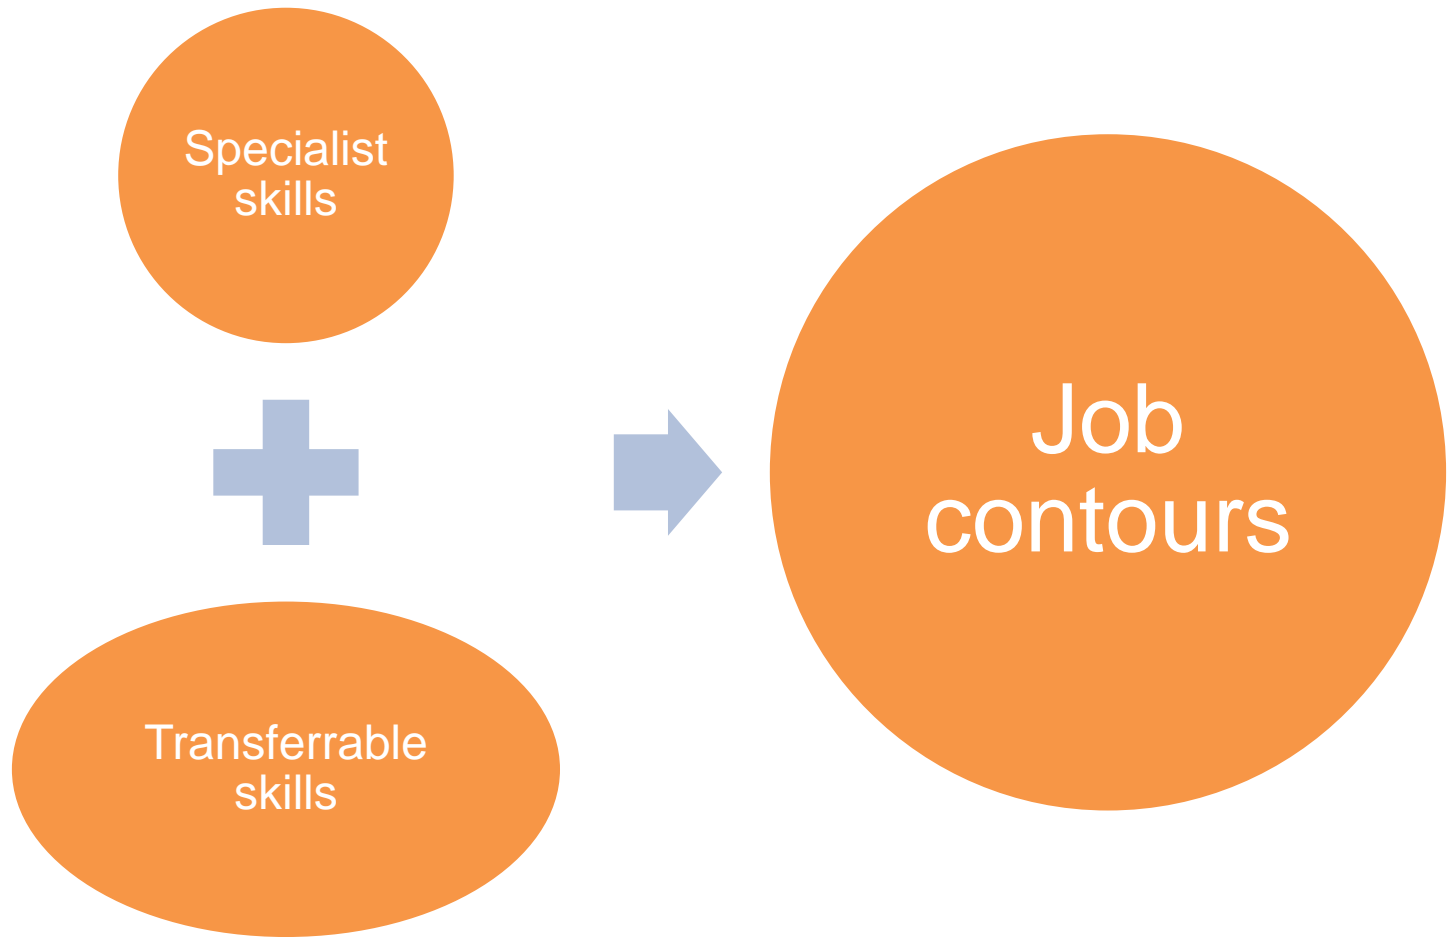 Specialist
skills
Transferrable
skills
Job
contours